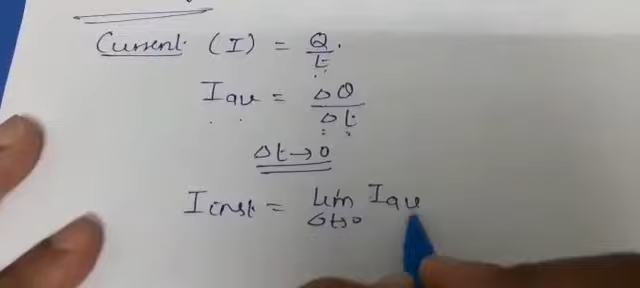 Current (I) = Q/t.
Iav = ΔQ/Δt
Δt→0
Iinst = Lim Δt→0 Iav